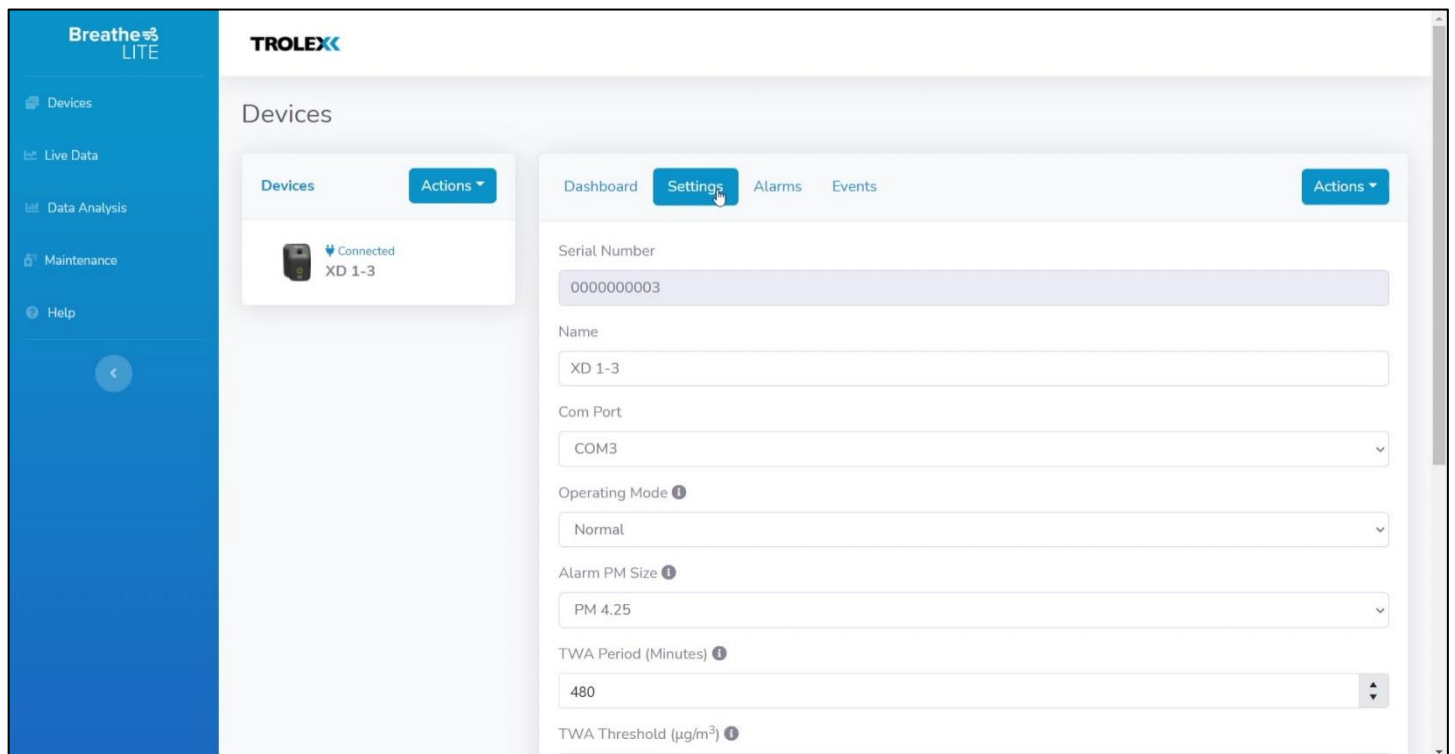 Breathe
LITE
TROLEX
Devices
Live Data
Data Analysis
Maintenance
Help
Devices
Devices
Actions
Connected
XD 1-3
Dashboard
Settings
Alarms
Events
Actions
Serial Number
0000000003
Name
XD 1-3
Com Port
COM3
Operating Mode
Normal
Alarm PM Size
PM 4.25
TWA Period (Minutes)
480
TWA Threshold (µg/m³)